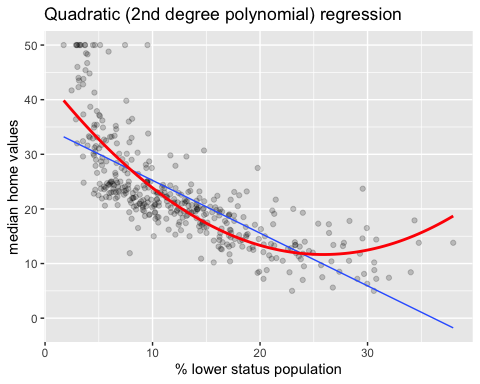 Quadratic (2nd degree polynomial) regression
50
40
30
20
10
0
median home values
0 10 20 30
% lower status population